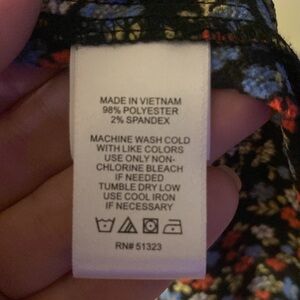 MADE IN VIETNAM
98% POLYESTER
2% SPANDEX
MACHINE WASH COLD
WITH LIKE COLORS
USE ONLY NON-
CHLORINE BLEACH
IF NEEDED
TUMBLE DRY LOW
USE COOL IRON
IF NECESSARY
RN# 51323